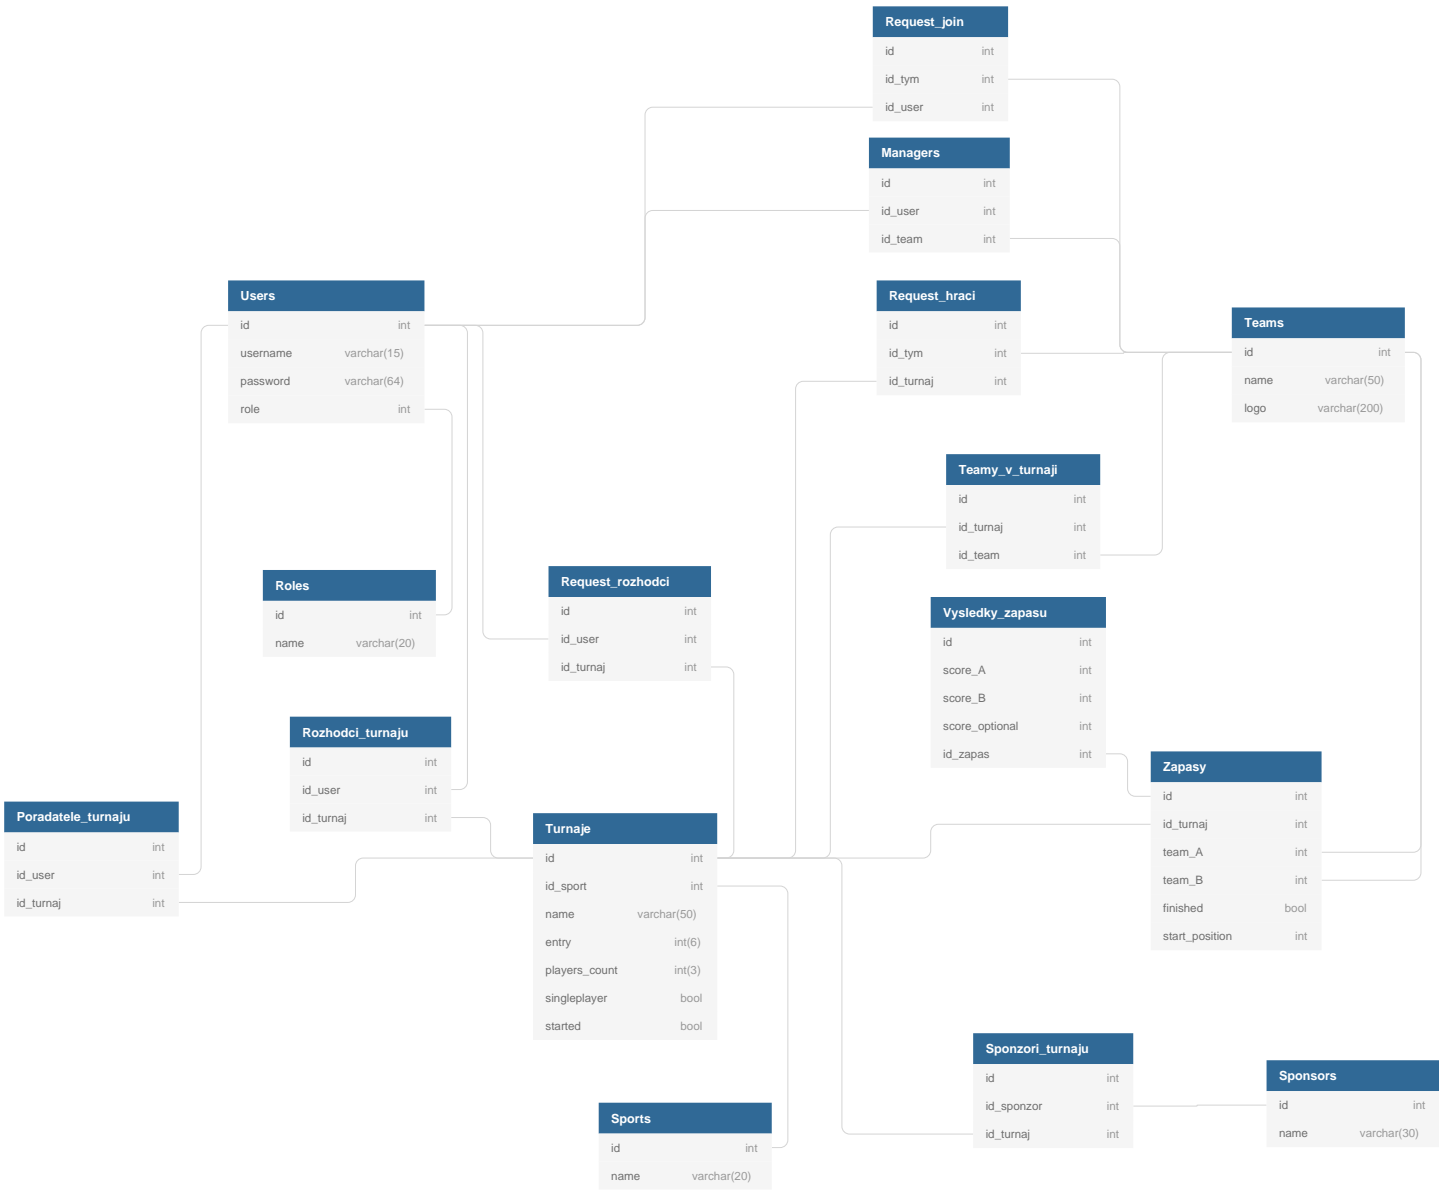 Request_join
id int
id_tym int
id_user int
Managers
id int
id_user int
id_team int
Users
id int
username varchar(15)
password varchar(64)
role int
Request_hraci
id int
id_tym int
id_turnaj int
Teams
id int
name varchar(50)
logo varchar(200)
Teamy_v_turnaji
id int
id_turnaj int
id_team int
Roles
id int
name varchar(20)
Request_rozhodci
id int
id_user int
id_turnaj int
Vysledky_zapasu
id int
score_A int
score_B int
score_optional int
id_zapas int
Rozhodci_turnaju
id int
id_user int
id_turnaj int
Zapasy
id int
id_turnaj int
team_A int
team_B int
finished bool
start_position int
Poradatele_turnaju
id int
id_user int
id_turnaj int
Turnaje
id int
id_sport int
name varchar(50)
entry int(6)
players_count int(3)
singleplayer bool
started bool
Sponzori_turnaju
id int
id_sponzor int
id_turnaj int
Sponsors
id int
name varchar(30)
Sports
id int
name varchar(20)